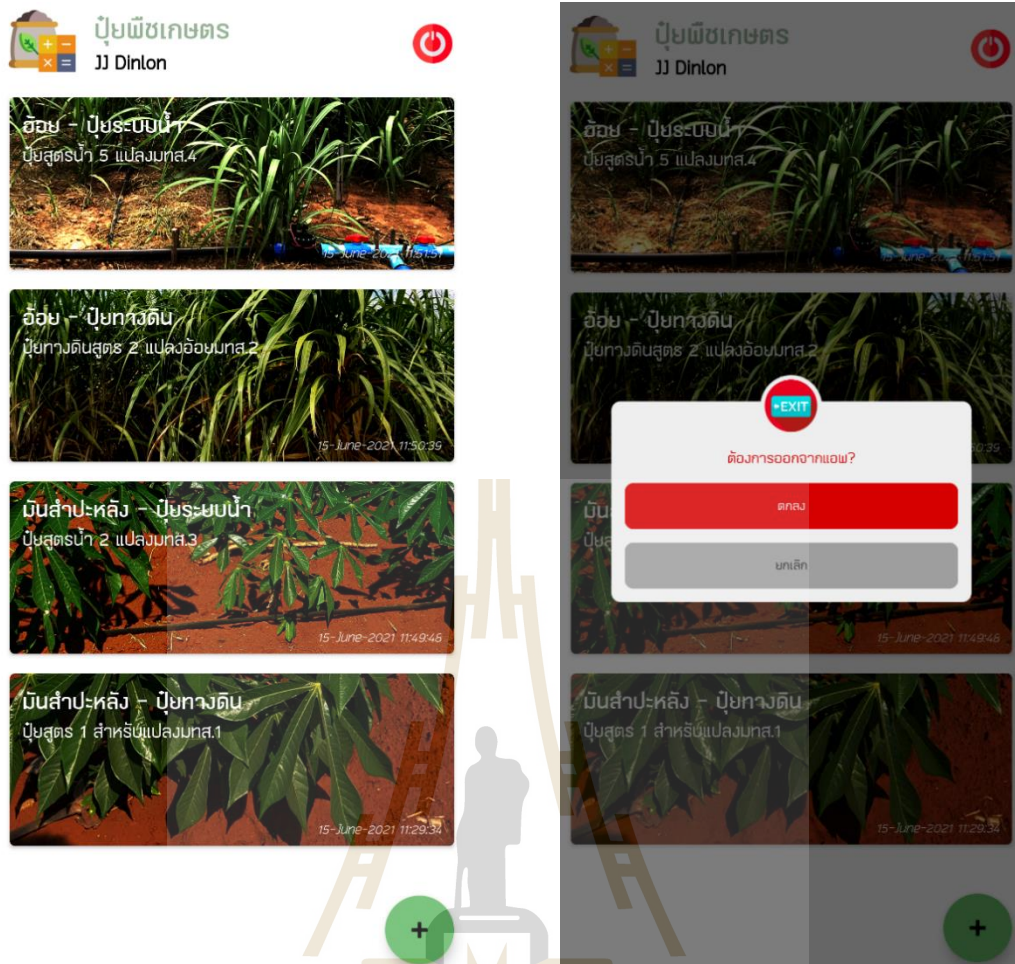 ปุ๋ยพืชเกษตร
JJ Dinlon
อ้อย - ปุ๋ยระบบน้ำ
ปุ๋ยสูตรน้ำ 5 แปลงมทส.4
15-June-2021 11:51:51
อ้อย - ปุ๋ยทางดิน
ปุ๋ยทางดินสูตร 2 แปลงอ้อยมทส.2
15-June-2021 11:50:39
มันสำปะหลัง - ปุ๋ยระบบน้ำ
ปุ๋ยสูตรน้ำ 2 แปลงมทส.3
15-June-2021 11:49:48
มันสำปะหลัง - ปุ๋ยทางดิน
ปุ๋ยสูตร 1 สำหรับแปลงมทส.1
15-June-2021 11:29:34
+
ปุ๋ยพืชเกษตร
JJ Dinlon
อ้อย - ปุ๋ยระบบน้ำ
ปุ๋ยสูตรน้ำ 5 แปลงมทส.4
15-June-2021 11:51:51
อ้อย - ปุ๋ยทางดิน
ปุ๋ยทางดินสูตร 2 แปลงอ้อยมทส.2
EXIT
ต้องการออกจากแอพ?
ตกลง
ยกเลิก
15-June-2021 11:49:48
มันสำปะหลัง - ปุ๋ยทางดิน
ปุ๋ยสูตร 1 สำหรับแปลงมทส.1
15-June-2021 11:29:34
+